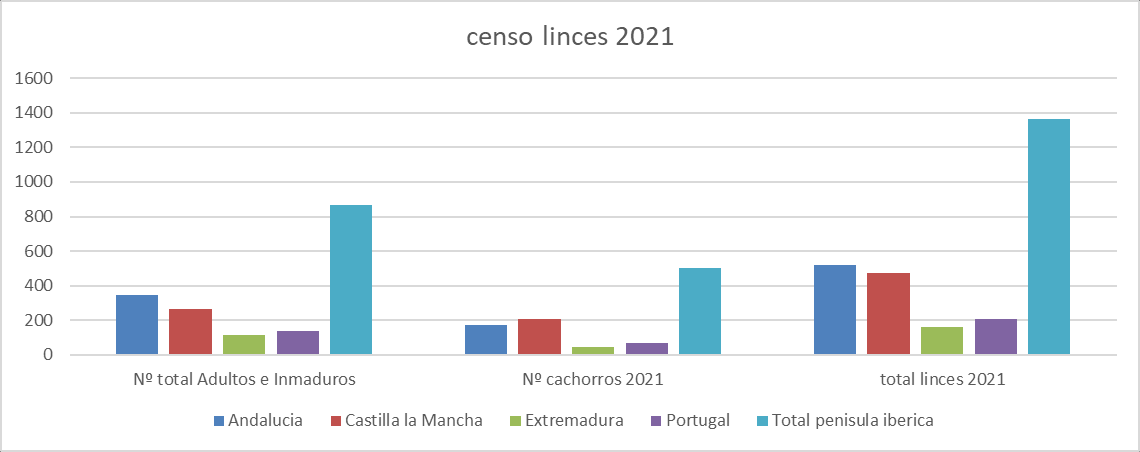 censo linces 2021
1600
1400
1200
1000
800
600
400
200
0
Nº total Adultos e Inmaduros
Nº cachorros 2021
total linces 2021
Andalucia
Castilla la Mancha
Extremadura
Portugal
Total penisula iberica